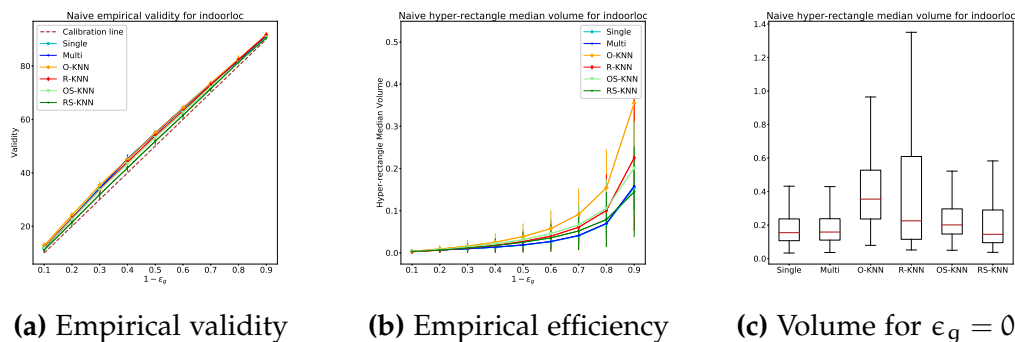 Naive empirical validity for indoorloc
Calibration line
Single
Multi
O-KNN
R-KNN
OS-KNN
RS-KNN
80
60
40
20
Validity
0.1 0.2 0.3 0.4 0.5 0.6 0.7 0.8 0.9
1 − ϵg
(a) Empirical validity
Naive hyper-rectangle median volume for indoorloc
Single
Multi
O-KNN
R-KNN
OS-KNN
RS-KNN
0.5
0.4
0.3
0.2
0.1
0.0
Hyper-rectangle Median Volume
0.1 0.2 0.3 0.4 0.5 0.6 0.7 0.8 0.9
1 − ϵg
(b) Empirical efficiency
Naive hyper-rectangle median volume for indoorloc
1.4
1.2
1.0
0.8
0.6
0.4
0.2
0.0
Single Multi O-KNN R-KNN OS-KNN RS-KNN
(c) Volume for ϵg = 0